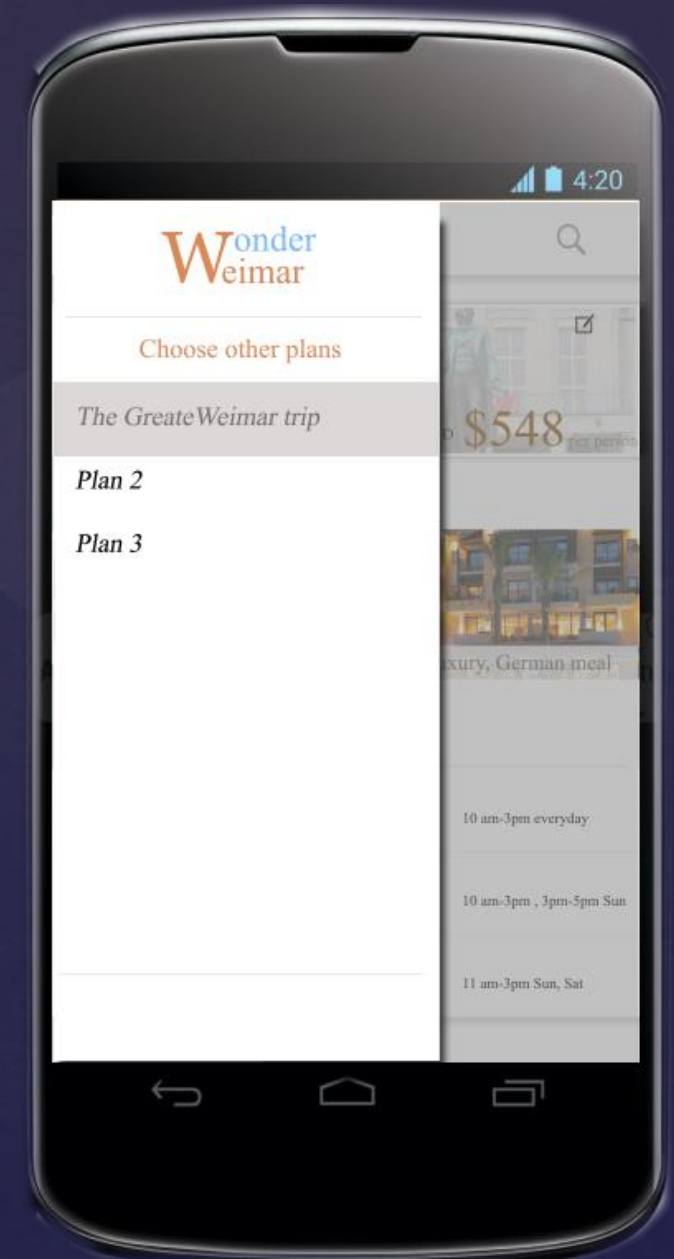 4:20
Wonder
Weimar
Choose other plans
The GreateWeimar trip
$548 per person
Plan 2
Plan 3
German meal
10 am-3pm everyday
10 am-3pm , 3pm-5pm Sun
11 am-3pm Sun, Sat